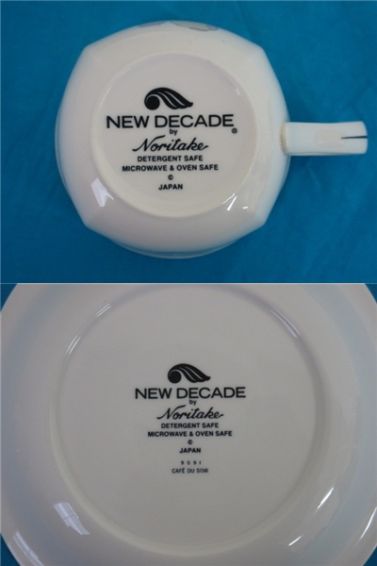 NEW DECADE
by
®
Noritake
DETERGENT SAFE
MICROWAVE & OVEN SAFE
©
JAPAN
NEW DECADE
by
Noritake
DETERGENT SAFE
MICROWAVE & OVEN SAFE
©
JAPAN
9091
CAFÉ DU SOIR